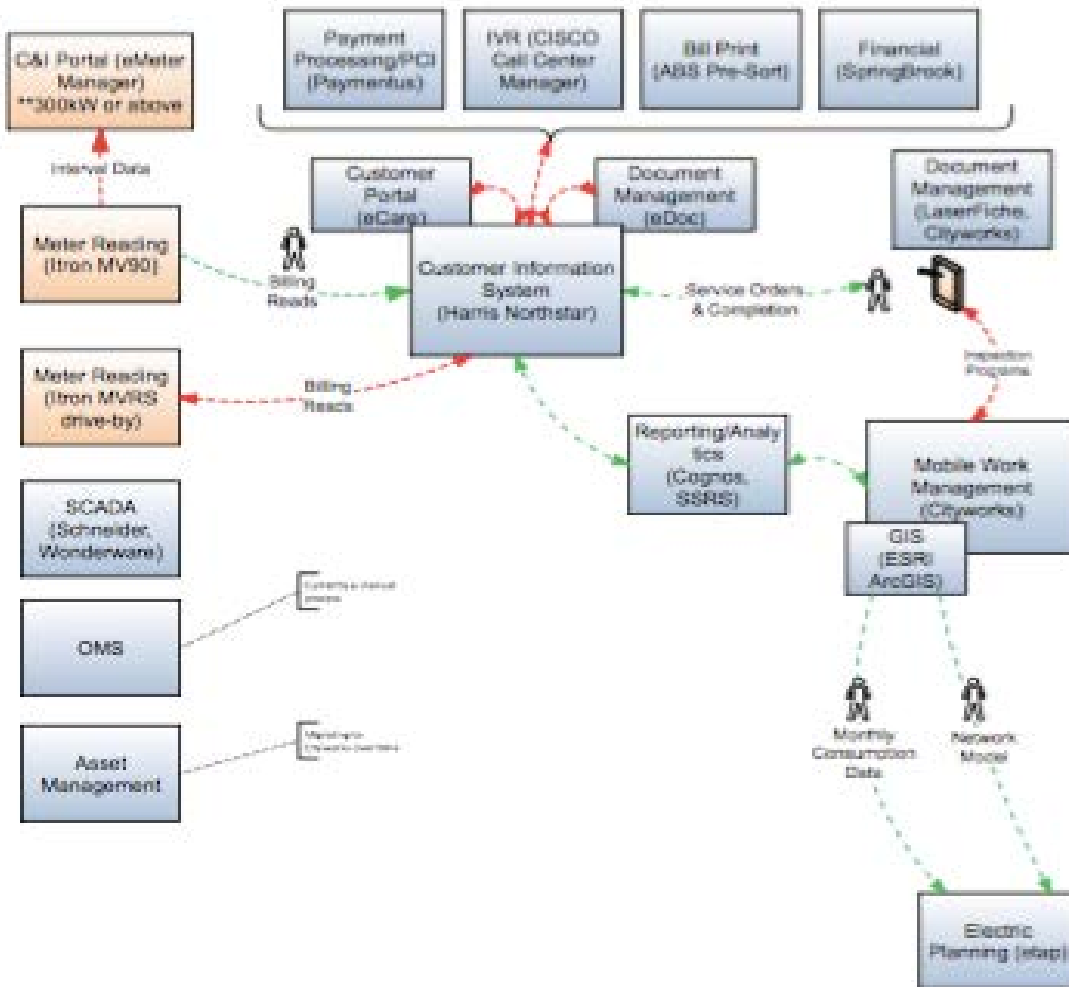 Payment
Processing/PCI
(Paymentus)
IVR (CISCO
Call Center
Manager)
Bill Print
(ABS Pre-Sort)
Financial
(SpringBrook)
C&I Portal (eMeter
Manager)
**300kW or above
Interval Data
Customer
Portal
(eCare)
Document
Management
(eDoc)
Document
Management
(LaserFiche,
Cityworks)
Meter Reading
(Itron MV90)
Billing
Reads
Customer Information
System
(Harris Northstar)
Service Orders
& Completion
Inspection
Programs
Meter Reading
(Itron MVRS
drive-by)
Billing
Reads
Reporting/Analy
tics
(Cognos,
SSRS)
Mobile Work
Management
(Cityworks)
GIS
(ESRI
ArcGIS)
SCADA
(Schneider,
Wonderware)
OMS
Asset
Management
Monthly
Consumption
Data
Network
Model
Electric
Planning (etap)